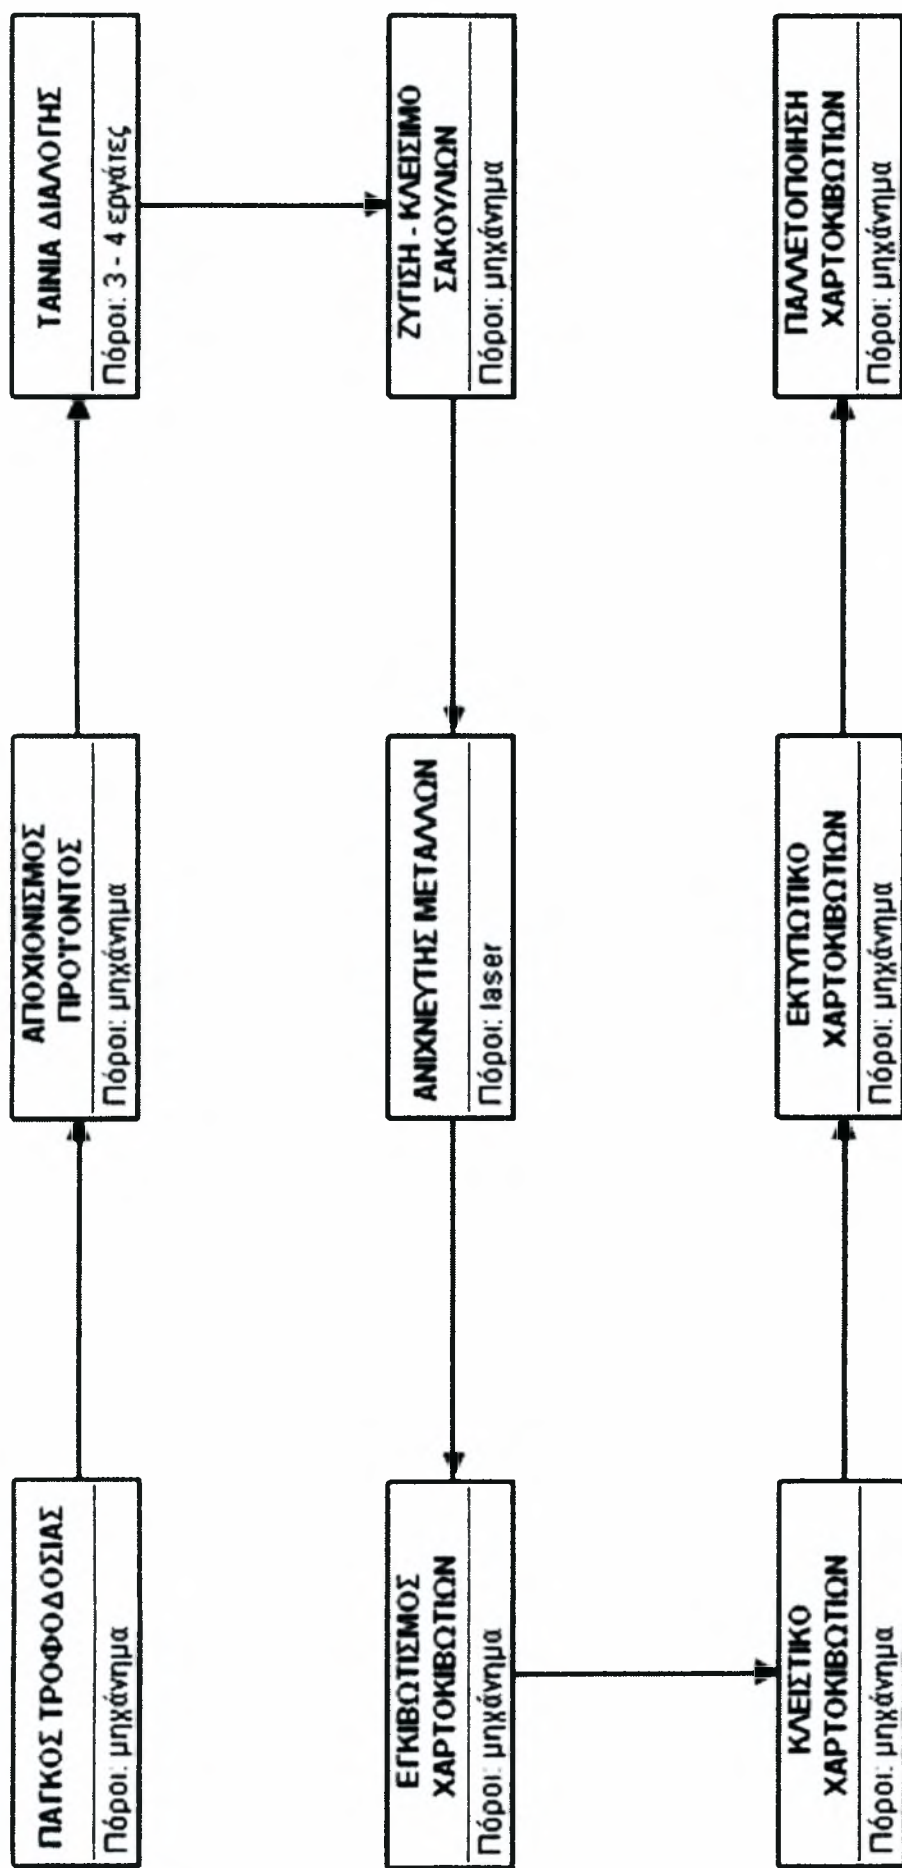 ΠΑΓΚΟΣ ΤΡΟΦΟΔΟΣΙΑΣ
Πόροι: μηχάνημα
ΑΠΟΧΙΟΝΙΣΜΟΣ
ΠΡΟΪΟΝΤΟΣ
Πόροι: μηχάνημα
ΤΑΙΝΙΑ ΔΙΑΛΟΓΗΣ
Πόροι: 3 - 4 εργάτες
ΖΥΓΙΣΗ - ΚΛΕΙΣΙΜΟ
ΣΑΚΟΥΛΙΩΝ
Πόροι: μηχάνημα
ΑΝΙΧΝΕΥΤΗΣ ΜΕΤΑΛΛΩΝ
Πόροι: laser
ΕΓΚΙΒΩΤΙΣΜΟΣ
ΧΑΡΤΟΚΙΒΩΤΙΩΝ
Πόροι: μηχάνημα
ΚΛΕΙΣΤΙΚΟ
ΧΑΡΤΟΚΙΒΩΤΙΩΝ
Πόροι: μηχάνημα
ΕΚΤΥΠΩΤΙΚΟ
ΧΑΡΤΟΚΙΒΩΤΙΩΝ
Πόροι: μηχάνημα
ΠΑΛΛΕΤΟΠΟΙΗΣΗ
ΧΑΡΤΟΚΙΒΩΤΙΩΝ
Πόροι: μηχάνημα